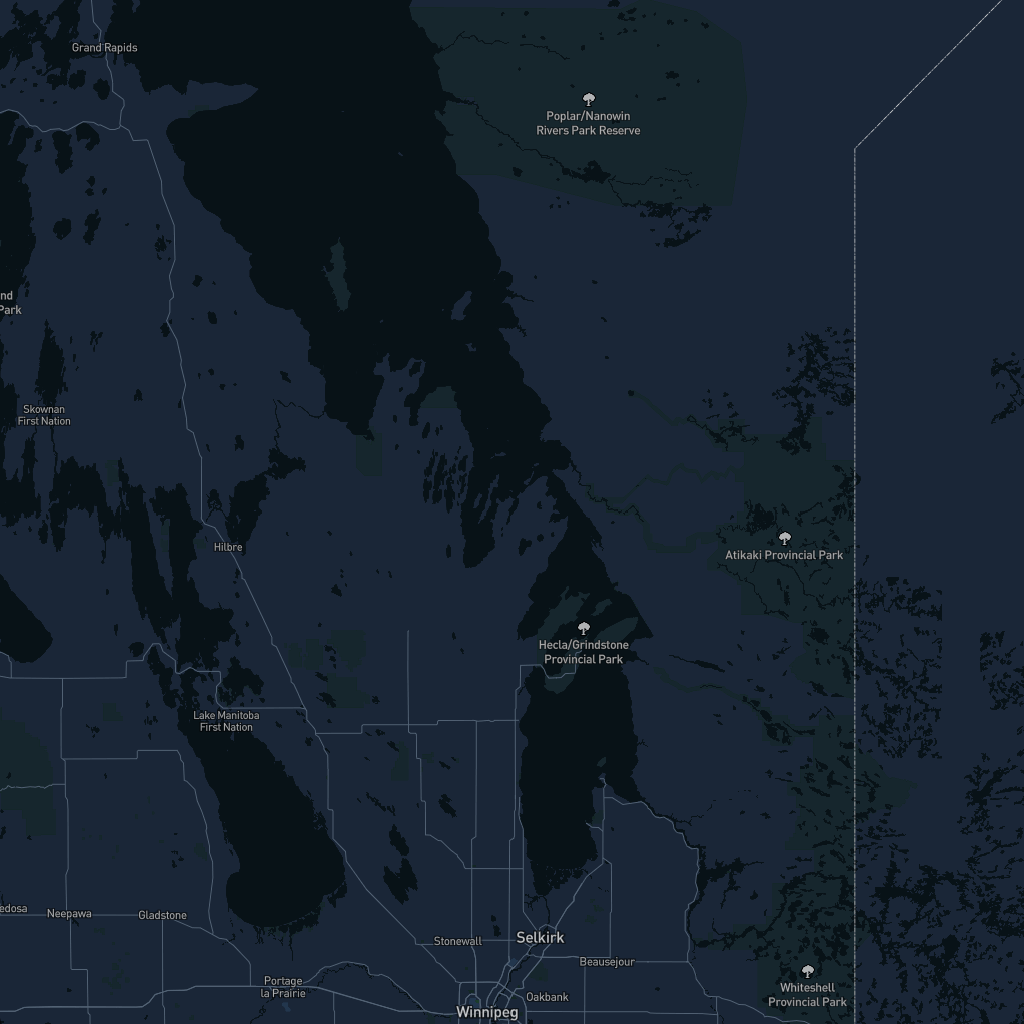 Grand Rapids
Poplar/Nanowin
Rivers Park Reserve
nd
Park
Skownan
First Nation
Hilbre
Atikaki Provincial Park
Hecla/Grindstone
Provincial Park
Lake Manitoba
First Nation
edosa
Neepawa
Gladstone
Stonewall
Selkirk
Beausejour
Portage
la Prairie
Oakbank
Whiteshell
Provincial Park
Winnipeg